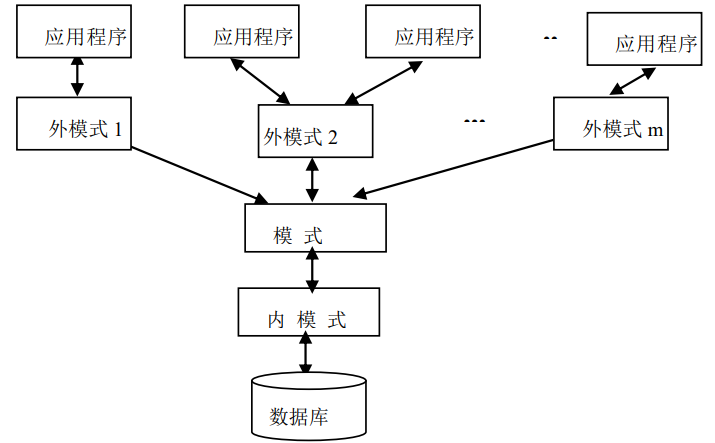 应用程序
应用程序
应用程序
··
应用程序
外模式 1
外模式 2
···
外模式 m
模 式
内 模 式
数据库